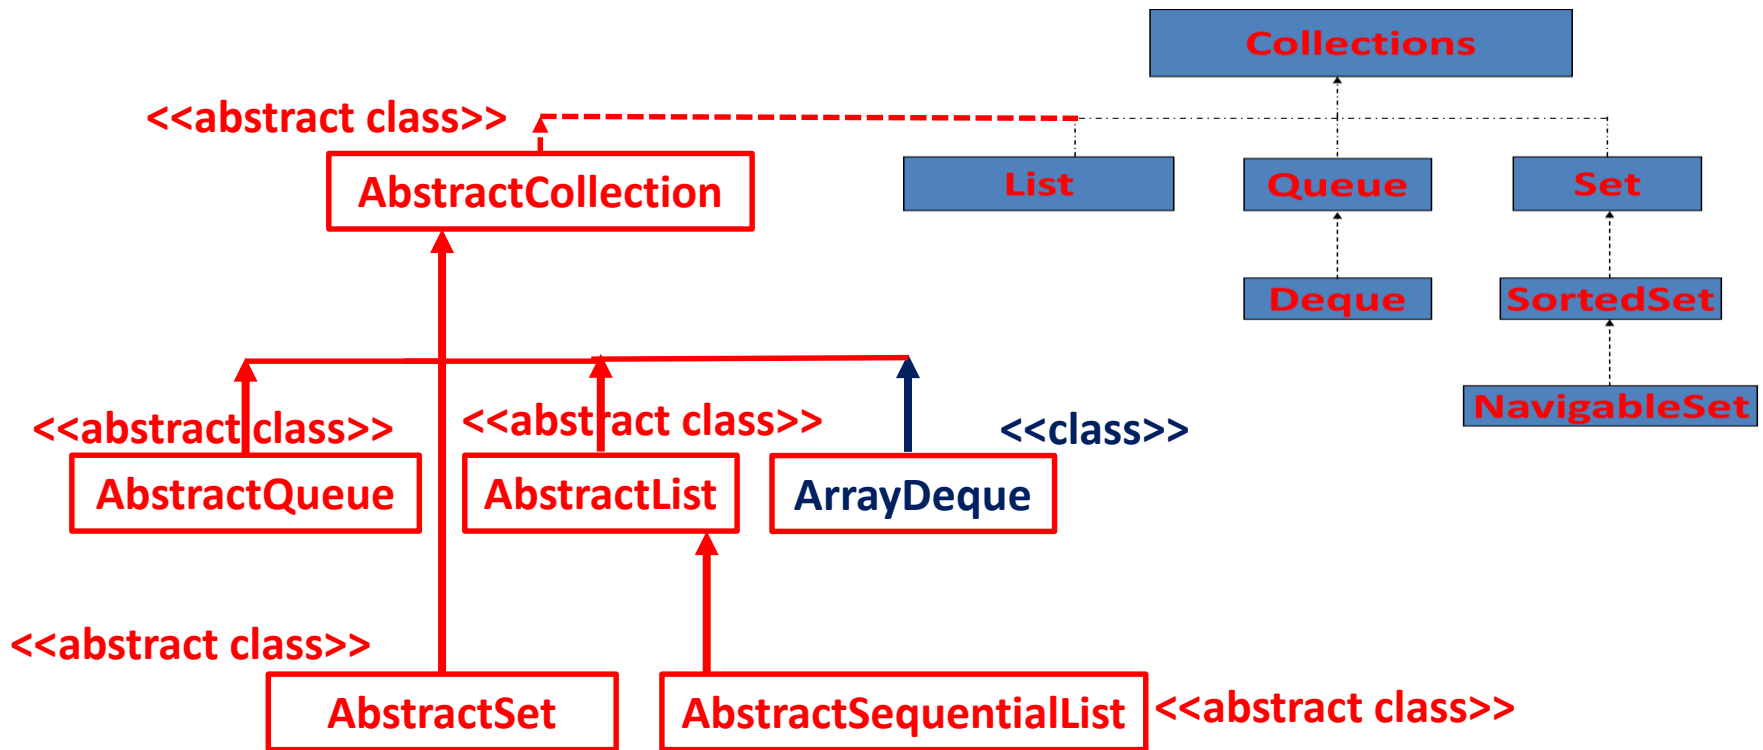 Collections
<<abstract class>>
AbstractCollection
List
Queue
Set
Deque
SortedSet
NavigableSet
<<abstract class>>
<<abstract class>>
<<class>>
AbstractQueue
AbstractList
ArrayDeque
<<abstract class>>
AbstractSet
AbstractSequentialList
<<abstract class>>